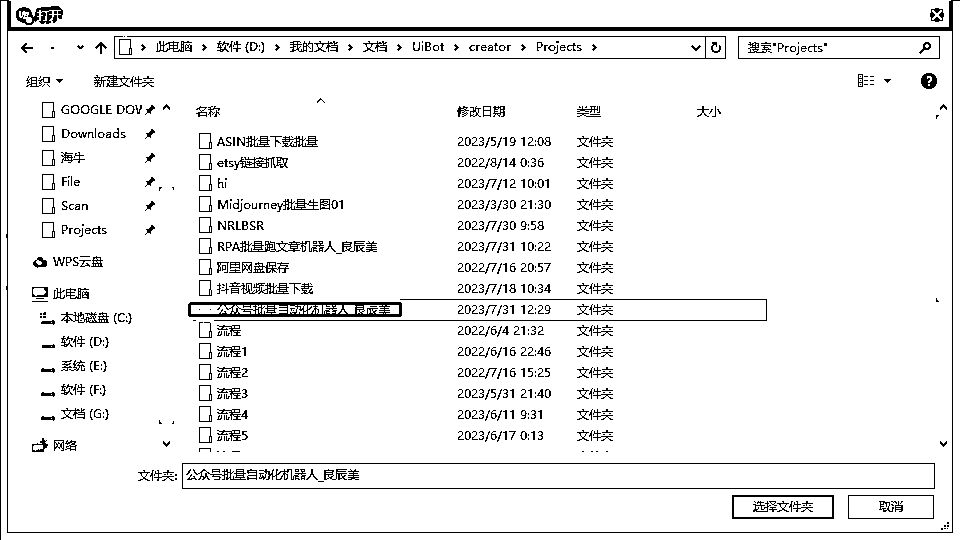 此电脑 > 软件 (D:) > 我的文档 > 文档 > UiBot > creator > Projects >
搜索"Projects"
组织 新建文件夹
名称 修改日期 类型 大小
GOOGLE DOV
Downloads
海牛
File
Scan
Projects
WPS云盘
此电脑
本地磁盘 (C:)
软件 (D:)
系统 (E:)
软件 (F:)
文档 (G:)
网络
ASIN批量下载批量 2023/5/19 12:08 文件夹
etsy链接抓取 2022/8/14 0:36 文件夹
hi 2023/7/12 10:01 文件夹
Midjourney批量生图01 2023/3/30 21:30 文件夹
NRLBSR 2023/7/30 9:58 文件夹
RPA批量跑文章机器人_良辰美 2023/7/31 10:22 文件夹
阿里网盘保存 2022/7/16 20:57 文件夹
抖音视频批量下载 2023/7/18 10:34 文件夹
公众号批量自动化机器人_良辰美 2023/7/31 12:29 文件夹
流程 2022/6/4 21:32 文件夹
流程1 2022/6/16 22:46 文件夹
流程2 2022/7/16 15:25 文件夹
流程3 2023/5/31 21:40 文件夹
流程4 2023/6/11 9:31 文件夹
流程5 2023/6/17 0:13 文件夹
文件夹: 公众号批量自动化机器人_良辰美
选择文件夹 取消